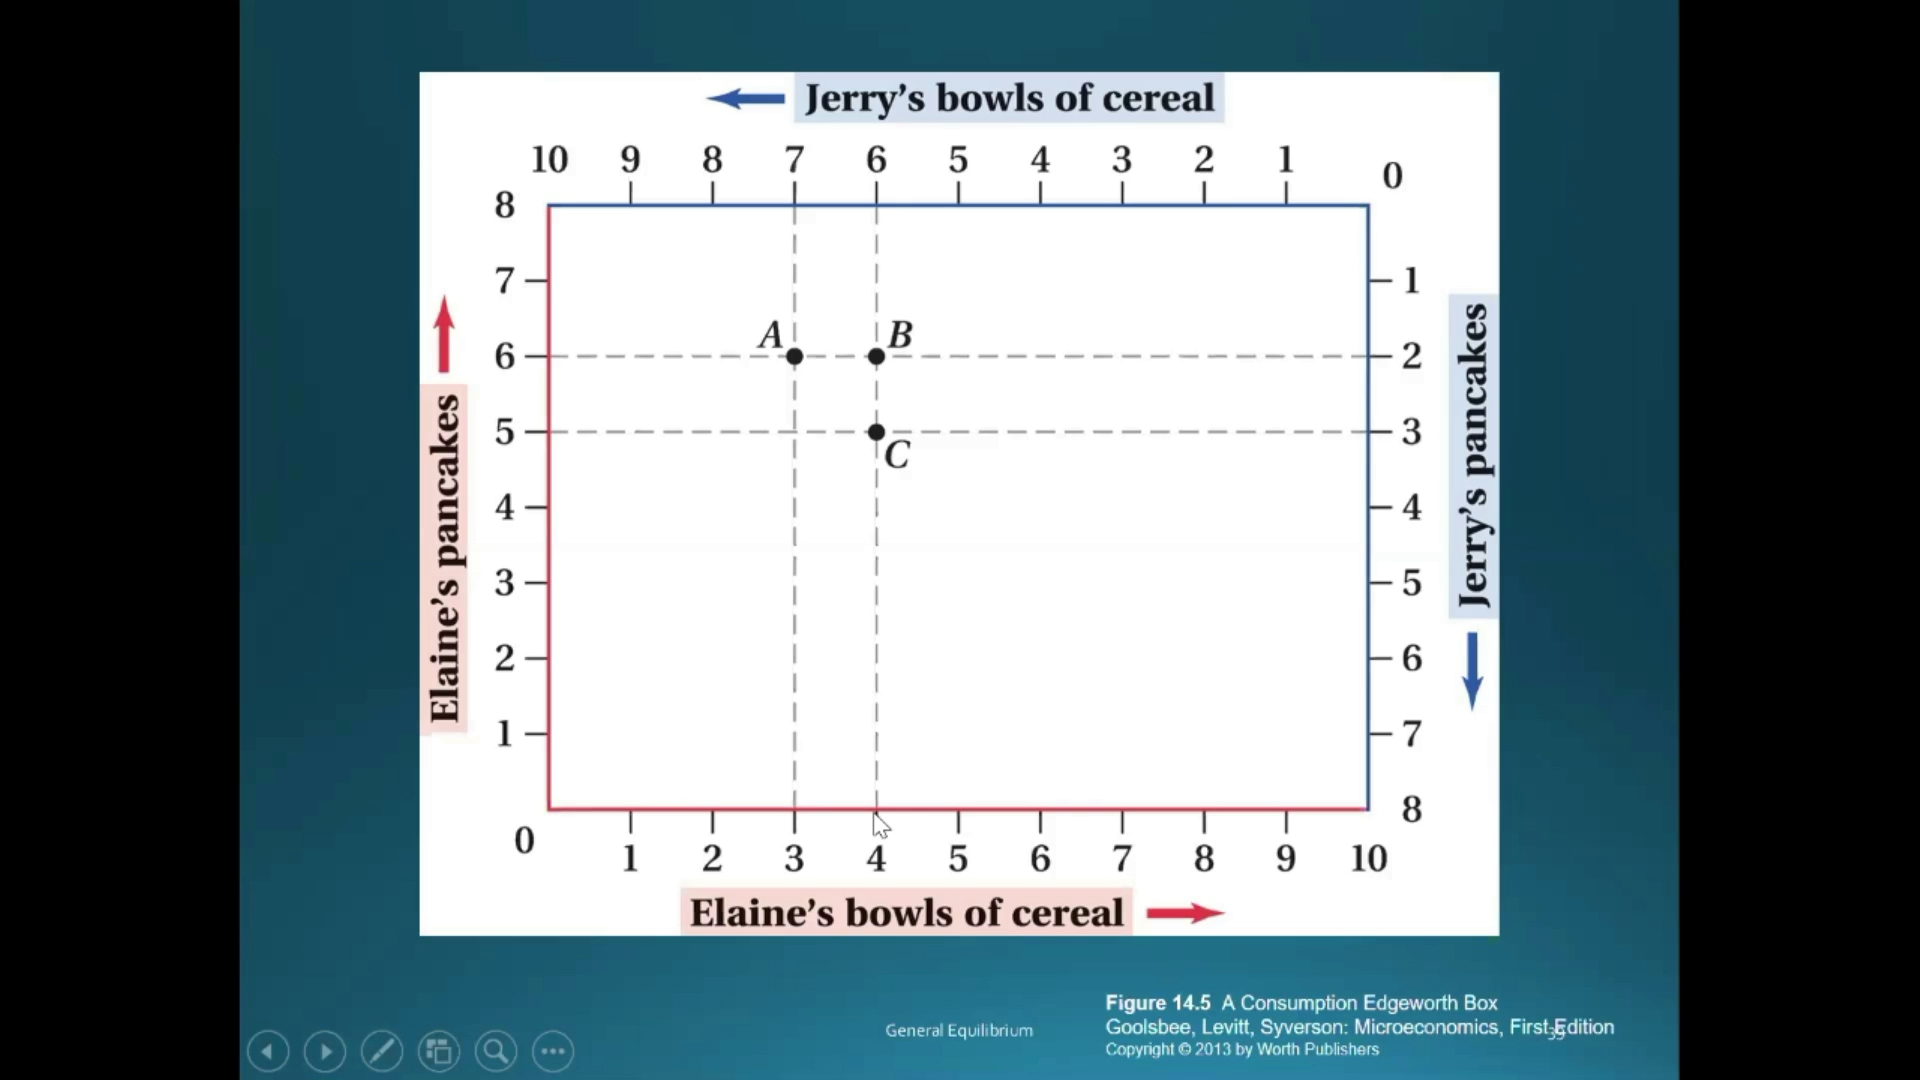 Jerry's bowls of cereal
10 9 8 7 6 5 4 3 2 1 0
8
7 1
A B
6 2
5 3
C
4 4
3 5
2 6
1 7
8
0
1 2 3 4 5 6 7 8 9 10
Elaine's pancakes
Jerry's pancakes
Elaine's bowls of cereal
General Equilibrium
Figure 14.5 A Consumption Edgeworth Box
Goolsbee, Levitt, Syverson: Microeconomics, First Edition
39
Copyright © 2013 by Worth Publishers